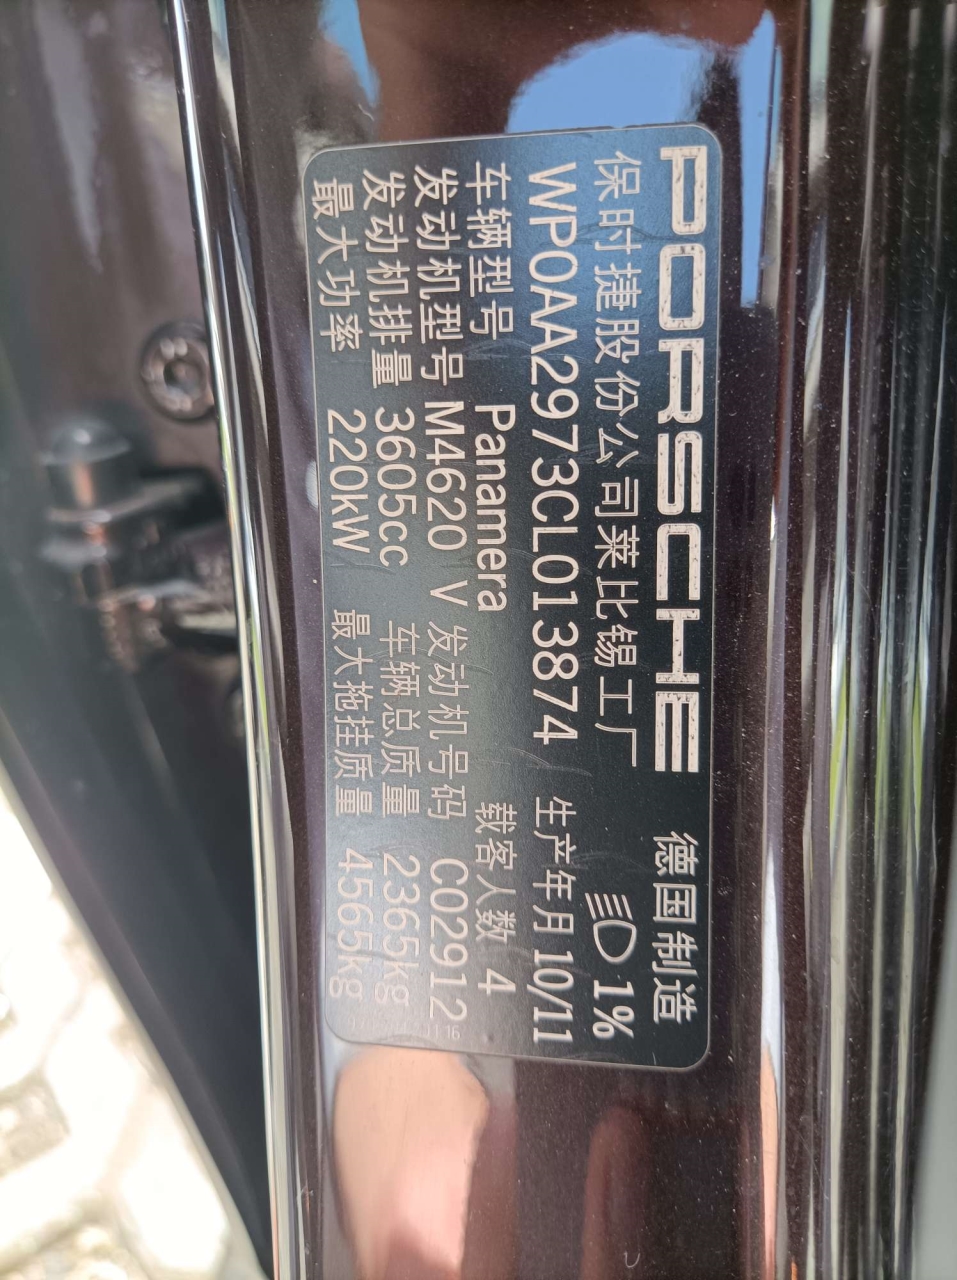 PORSCHE 德国制造
保时捷股份公司莱比锡工厂 1%
WP0AA2973CL013874 生产年月 10/11
车辆型号 Panamera 载客人数 4
发动机型号 M4620 V 发动机号码 C02912
发动机排量 3605cc 车辆总质量 2365kg
最大功率 220kW 最大拖挂质量 4565kg